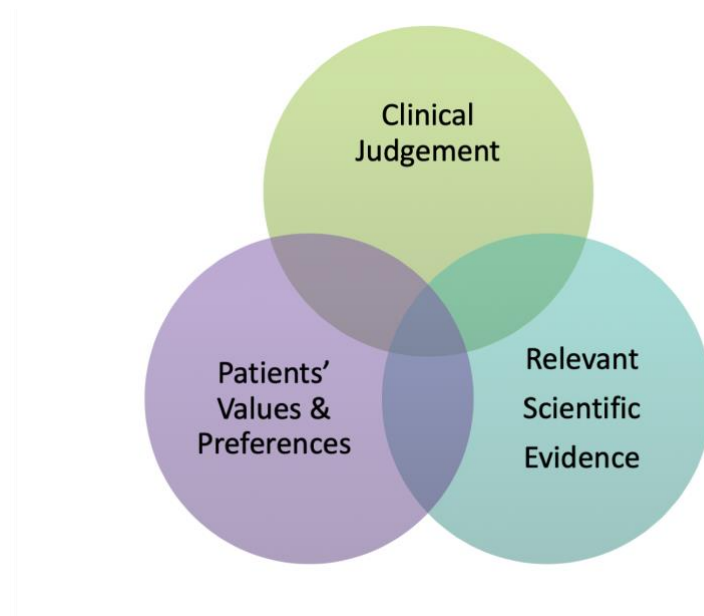 Clinical
Judgement
Patients’
Values &
Preferences
Relevant
Scientific
Evidence